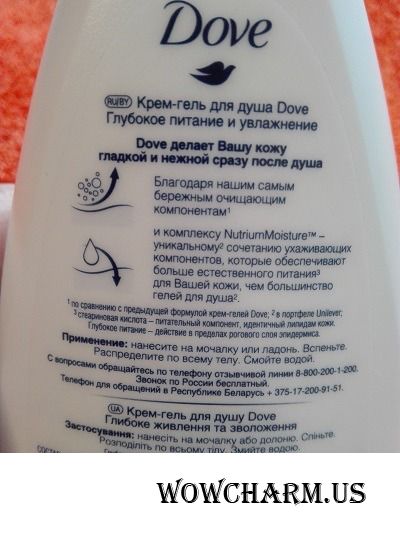 Dove
RU/BY Крем-гель для душа Dove
Глубокое питание и увлажнение
Dove делает Вашу кожу
гладкой и нежной сразу после душа
Благодаря нашим самым
бережным очищающим
компонентам¹
и комплексу NutriumMoisture™ –
уникальному² сочетанию ухаживающих
компонентов, которые обеспечивают
больше естественного питания³
для Вашей кожи, чем большинство
гелей для душа².
¹ по сравнению с предыдущей формулой крем-гелей Dove; ² в портфеле Unilever;
³ стеариновая кислота – питательный компонент, идентичный липидам кожи.
Глубокое питание – действие в пределах рогового слоя эпидермиса.
Применение: нанесите на мочалку или ладонь. Вспеньте.
Распределите по всему телу. Смойте водой.
С вопросами обращайтесь по телефону отзывчивой линии 8-800-200-1-200.
Звонок по России бесплатный.
Телефон для обращений в Республике Беларусь + 375-17-200-91-51.
UA Крем-гель для душу Dove
Глибоке живлення та зволоження
Застосування: нанесіть на мочалку або долоню. Спініте.
Розподіліть по всьому тілу. Змийте водою.
WOWCHARM.US